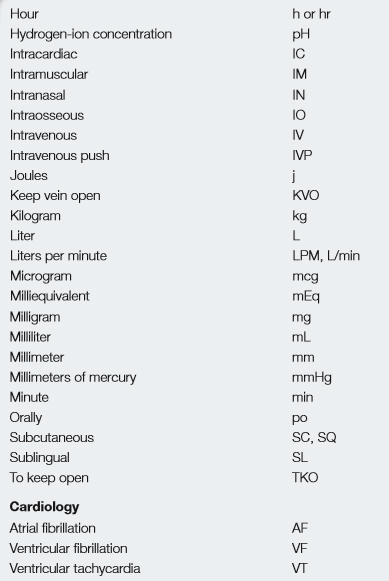 Hour h or hr
Hydrogen-ion concentration pH
Intracardiac IC
Intramuscular IM
Intranasal IN
Intraosseous IO
Intravenous IV
Intravenous push IVP
Joules j
Keep vein open KVO
Kilogram kg
Liter L
Liters per minute LPM, L/min
Microgram mcg
Milliequivalent mEq
Milligram mg
Milliliter mL
Millimeter mm
Millimeters of mercury mmHg
Minute min
Orally po
Subcutaneous SC, SQ
Sublingual SL
To keep open TKO
Cardiology
Atrial fibrillation AF
Ventricular fibrillation VF
Ventricular tachycardia VT